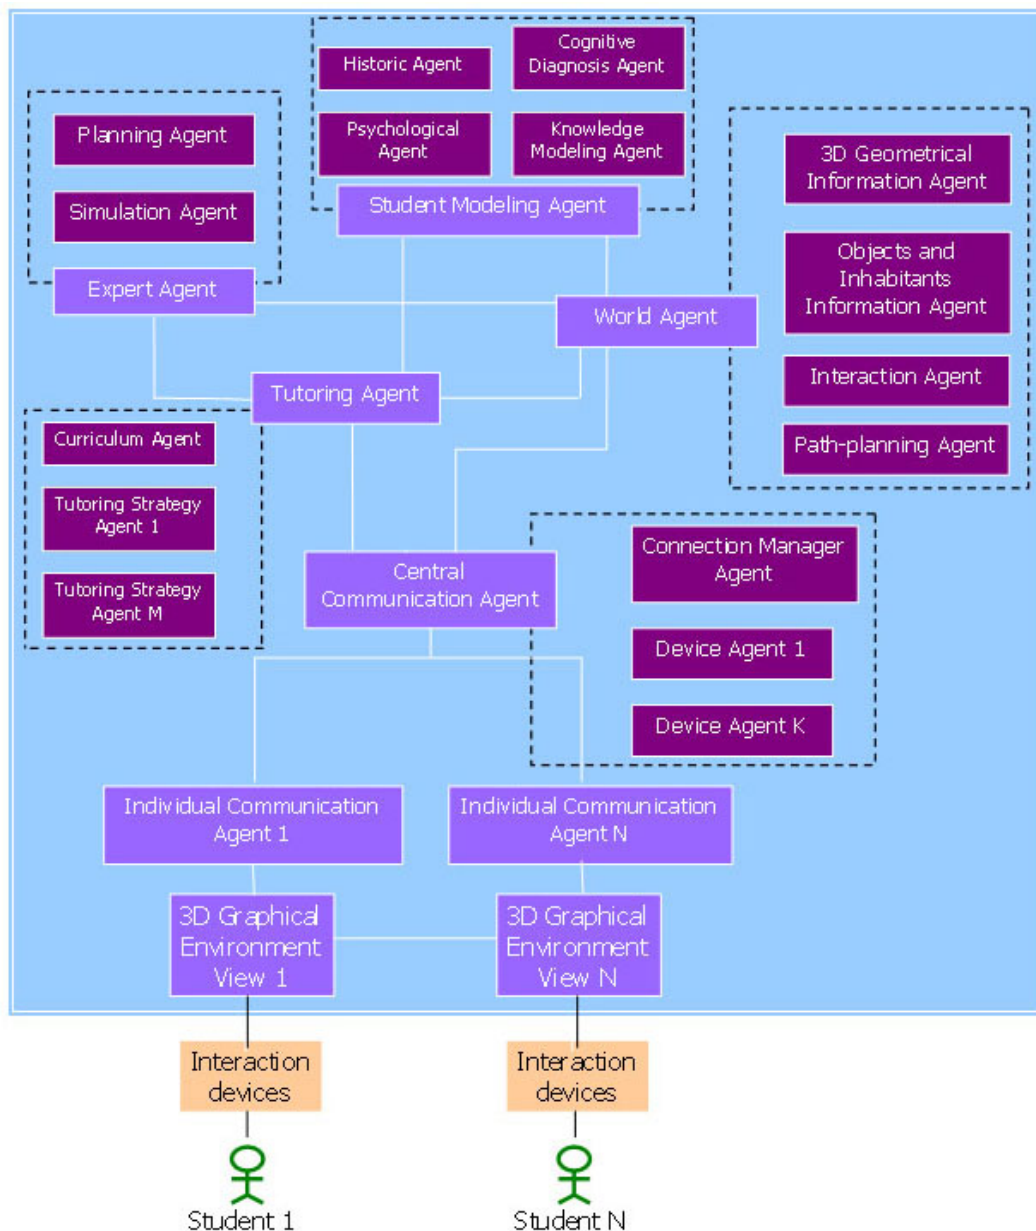 Historic Agent
Cognitive
Diagnosis Agent
Psychological
Agent
Knowledge
Modeling Agent
Student Modeling Agent
Planning Agent
Simulation Agent
Expert Agent
3D Geometrical
Information Agent
Objects and
Inhabitants
Information Agent
Interaction Agent
Path-planning Agent
World Agent
Tutoring Agent
Curriculum Agent
Tutoring Strategy
Agent 1
Tutoring Strategy
Agent M
Central
Communication Agent
Connection Manager
Agent
Device Agent 1
Device Agent K
Individual Communication
Agent 1
Individual Communication
Agent N
3D Graphical
Environment
View 1
3D Graphical
Environment
View N
Interaction
devices
Interaction
devices
Student 1
Student N